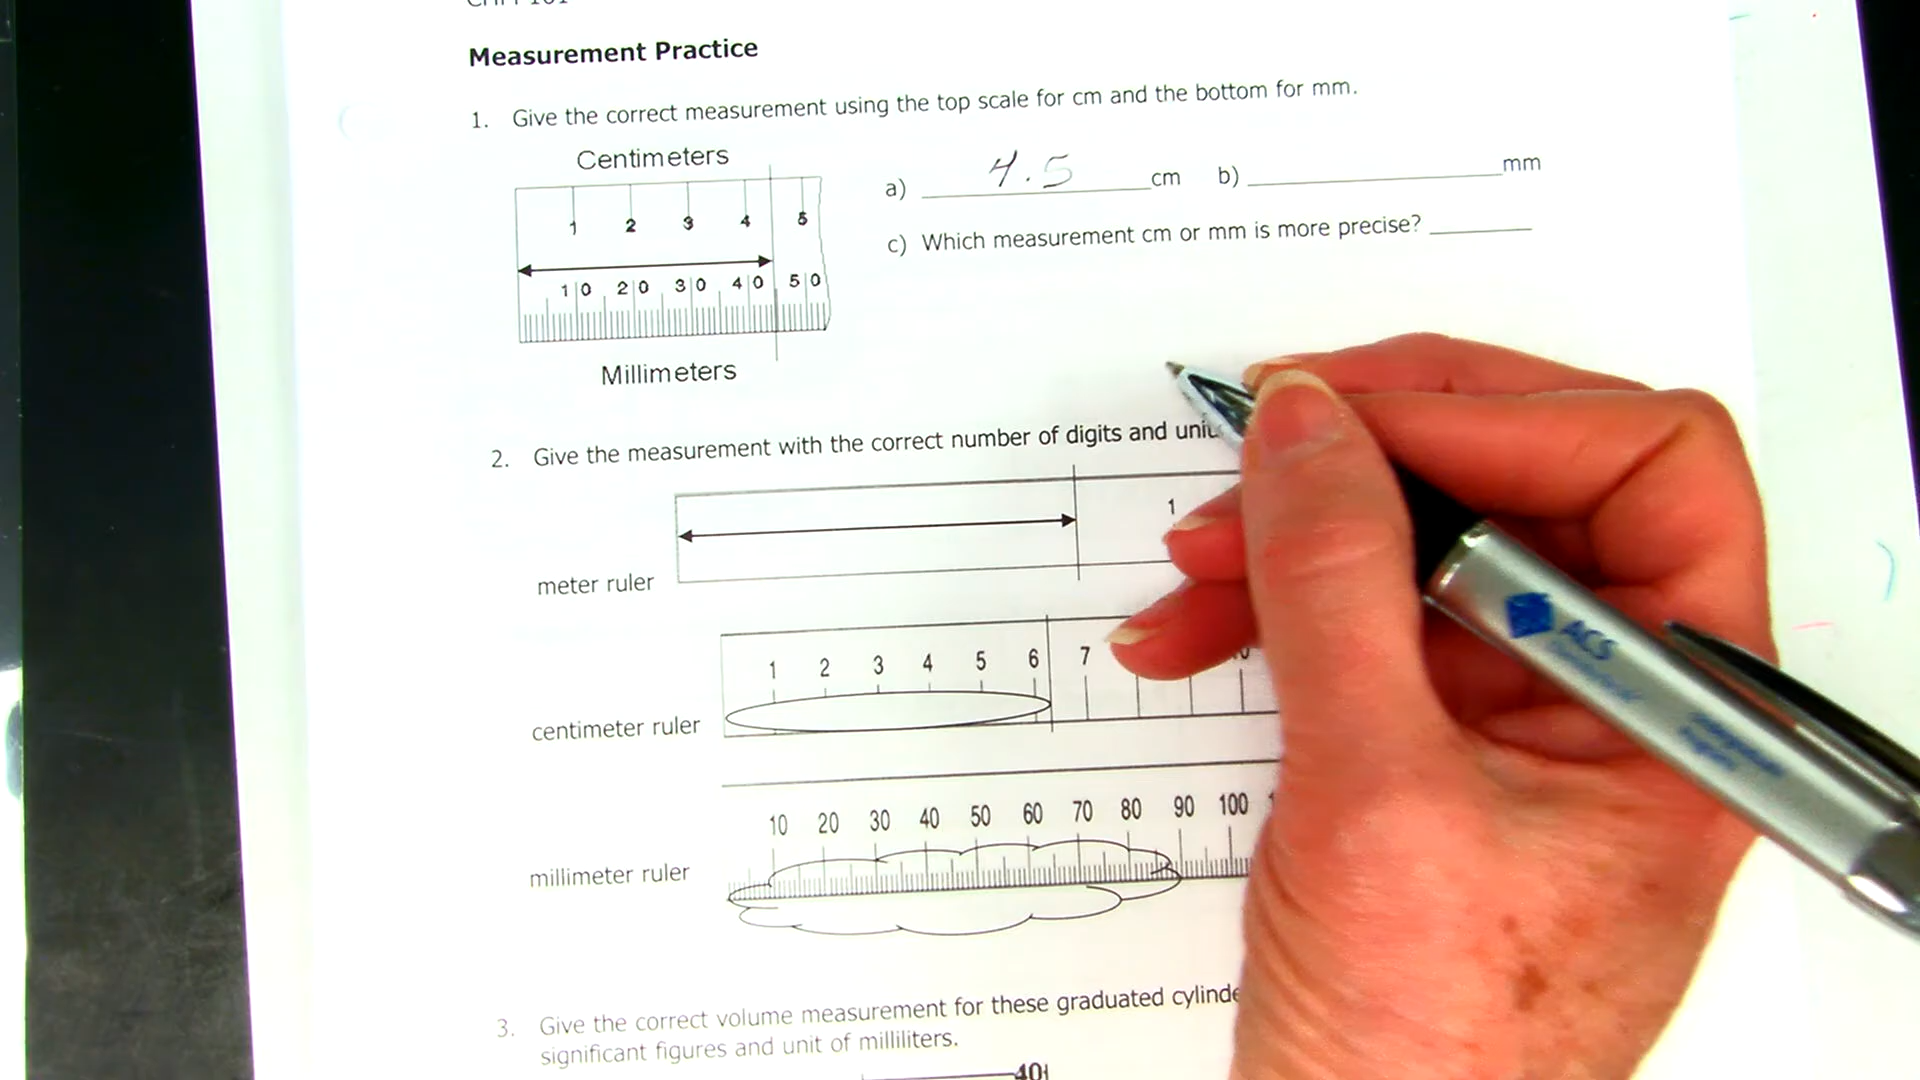 Measurement Practice
1. Give the correct measurement using the top scale for cm and the bottom for mm.
Centimeters
a) 4.5 cm b) mm
1 2 3 4 5
c) Which measurement cm or mm is more precise?
10 20 30 40 50
Millimeters
2. Give the measurement with the correct number of digits and
1
meter ruler
1 2 3 4 5 6 7
centimeter ruler
10 20 30 40 50 60 70 80 90 100
millimeter ruler
3. Give the correct volume measurement for these graduated
significant figures and unit of milliliters.
40
ACS